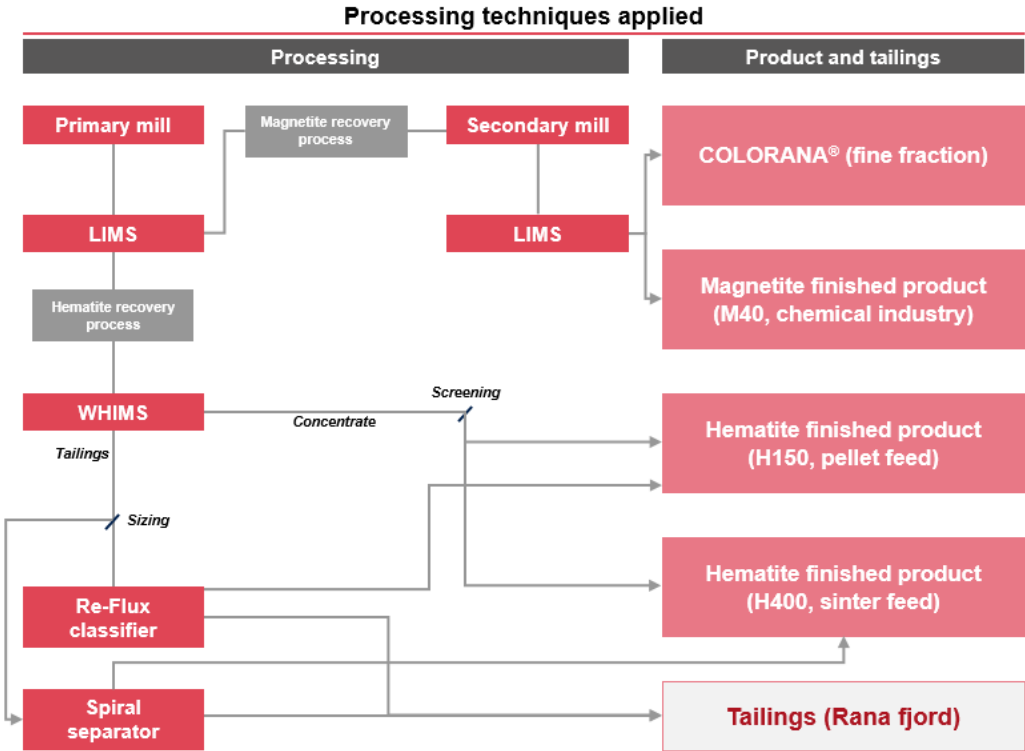 Processing techniques applied
Processing
Product and tailings
Primary mill
Magnetite recovery
process
Secondary mill
COLORANA® (fine fraction)
LIMS
LIMS
Magnetite finished product
(M40, chemical industry)
Hematite recovery
process
Screening
WHIMS
Concentrate
Hematite finished product
(H150, pellet feed)
Tailings
Sizing
Hematite finished product
(H400, sinter feed)
Re-Flux
classifier
Spiral
separator
Tailings (Rana fjord)